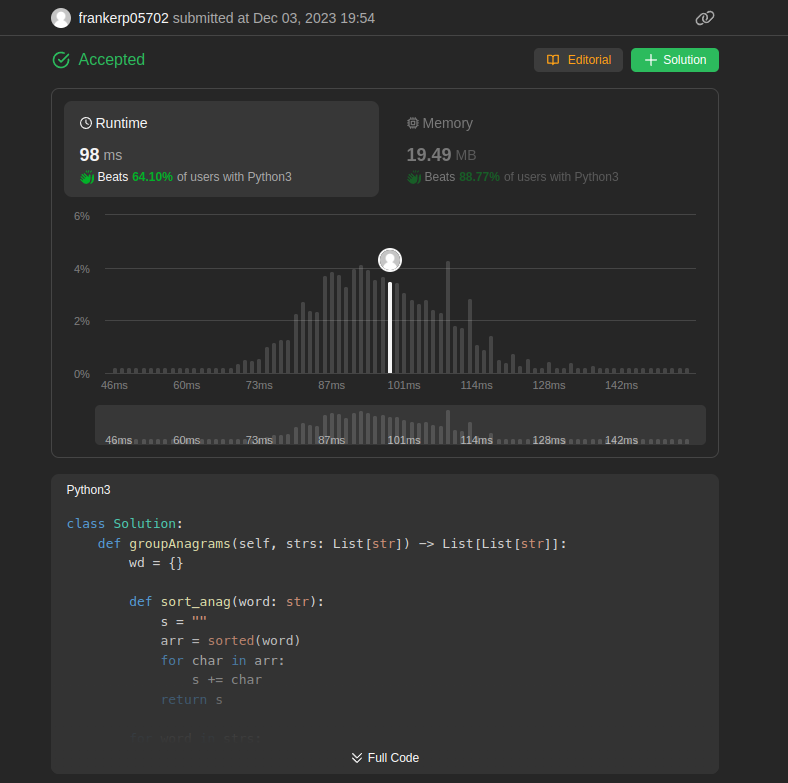 frankerp05702 submitted at Dec 03, 2023 19:54
Accepted
Editorial
Solution
Runtime
Memory
98 ms
19.49 MB
Beats 64.10% of users with Python3
Beats 88.77% of users with Python3
6%
4%
2%
0%
46ms 60ms 73ms 87ms 101ms 114ms 128ms 142ms
46ms 60ms 73ms 87ms 101ms 114ms 128ms 142ms
Python3
class Solution:
    def groupAnagrams(self, strs: List[str]) -> List[List[str]]:
        wd = {}
        def sort_anag(word: str):
            s = ""
            arr = sorted(word)
            for char in arr:
                s += char
            return s
        for word in strs:
Full Code